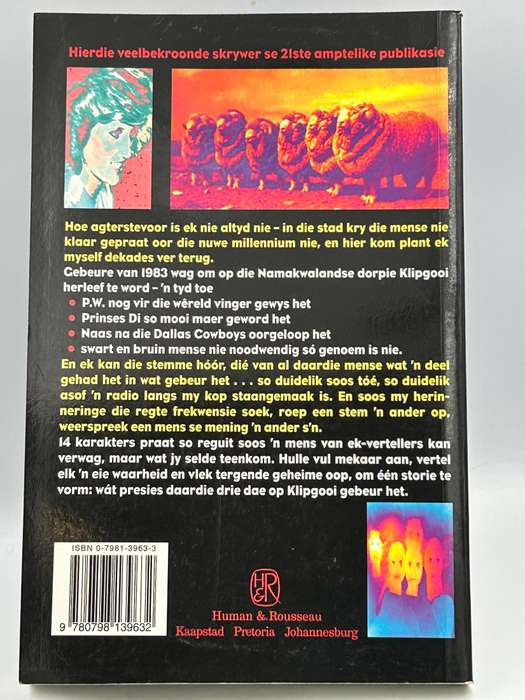 Hierdie veelbekroonde skrywer se 21ste amptelike publikasie
Hoe agterstevoor is ek nie altyd nie – in die stad kry die mense nie
klaar gepraat oor die nuwe millennium nie, en hier kom plant ek
myself dekades ver terug.
Gebeure van 1983 wag om op die Namakwalandse dorpie Klipgooi
herleef te word – 'n tyd toe
• P.W. nog vir die wêreld vinger gewys het
• Prinses Di so mooi maer geword het
• Naas na die Dallas Cowboys oorgeloop het
• swart en bruin mense nie noodwendig só genoem is nie.
En ek kan die stemme hóór, dié van al daardie mense wat 'n deel
gehad het in wat gebeur het . . . so duidelik soos tóé, so duidelik
asof 'n radio langs my kop staangemaak is. En soos my herin-
neringe die regte frekwensie soek, roep een stem 'n ander op,
weerspreek een mens se mening 'n ander s'n.
14 karakters praat so reguit soos 'n mens van ek-vertellers kan
verwag, maar wat jy selde teenkom. Hulle vul mekaar aan, vertel
elk 'n eie waarheid en vlek tergende geheime oop, om één storie te
vorm: wát presies daardie drie dae op Klipgooi gebeur het.
ISBN 0-7981-3963-3
9 780798 139632
H&R
Human & Rousseau
Kaapstad Pretoria Johannesburg